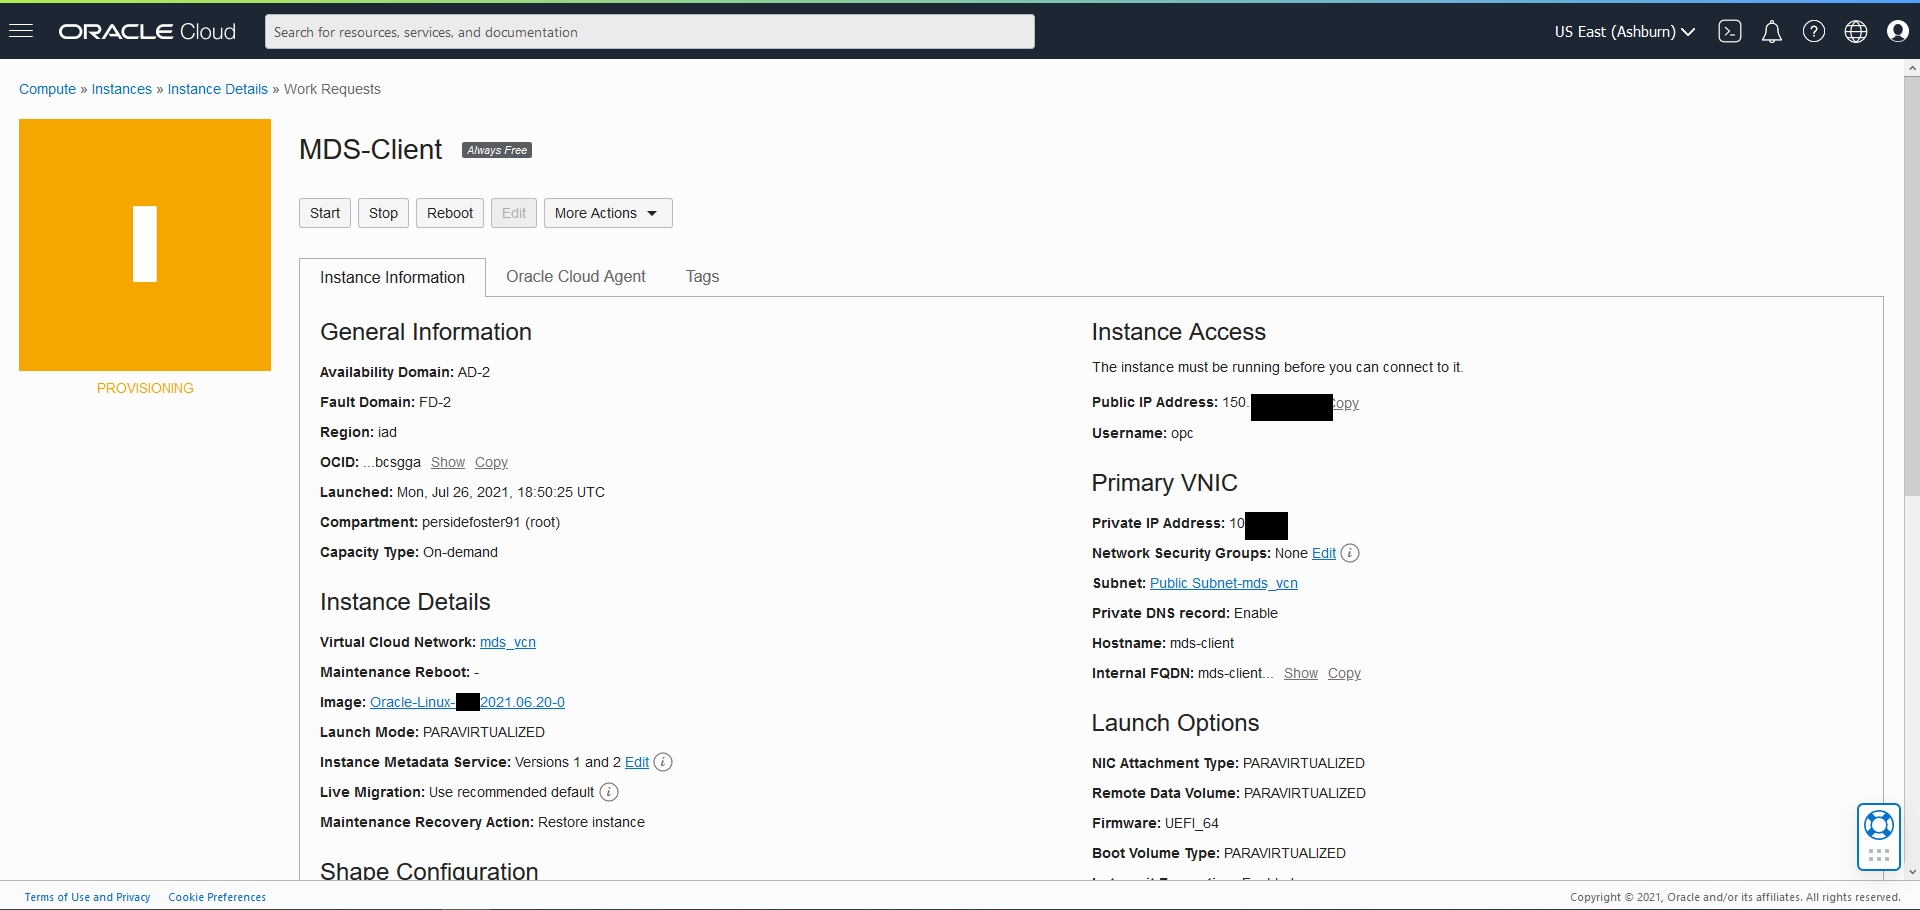 ORACLE Cloud
Search for resources, services, and documentation
US East (Ashburn)
Compute » Instances » Instance Details » Work Requests
I
PROVISIONING
MDS-Client Always Free
Start Stop Reboot Edit More Actions
Instance Information Oracle Cloud Agent Tags
General Information
Availability Domain: AD-2
Fault Domain: FD-2
Region: iad
OCID: ...bcsgga Show Copy
Launched: Mon, Jul 26, 2021, 18:50:25 UTC
Compartment: persidefoster91 (root)
Capacity Type: On-demand
Instance Details
Virtual Cloud Network: mds_vcn
Maintenance Reboot: -
Image: Oracle-Linux- 2021.06.20-0
Launch Mode: PARAVIRTUALIZED
Instance Metadata Service: Versions 1 and 2 Edit
Live Migration: Use recommended default
Maintenance Recovery Action: Restore instance
Shape Configuration
Instance Access
The instance must be running before you can connect to it.
Public IP Address: 150. opy
Username: opc
Primary VNIC
Private IP Address: 10
Network Security Groups: None Edit
Subnet: Public Subnet-mds_vcn
Private DNS record: Enable
Hostname: mds-client
Internal FQDN: mds-client... Show Copy
Launch Options
NIC Attachment Type: PARAVIRTUALIZED
Remote Data Volume: PARAVIRTUALIZED
Firmware: UEFI_64
Boot Volume Type: PARAVIRTUALIZED
Terms of Use and Privacy Cookie Preferences
Copyright © 2021, Oracle and/or its affiliates. All rights reserved.